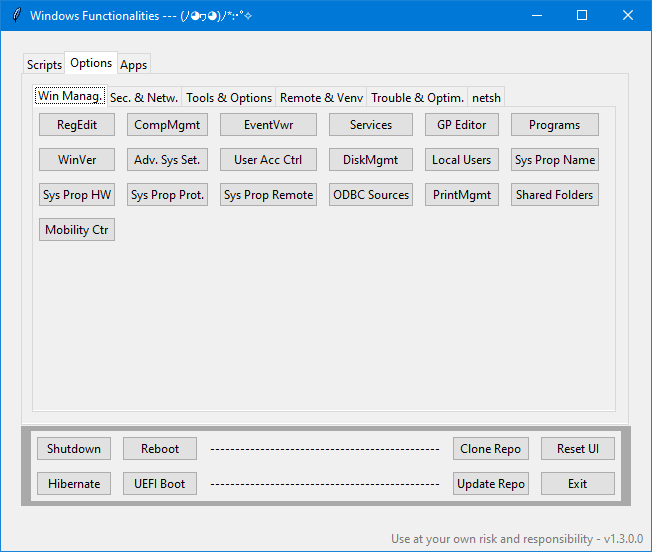 Windows Functionalities --- (ﾉ◕ヮ◕)ﾉ*:･ﾟ✧
Scripts Options Apps
Win Manag. Sec. & Netw. Tools & Options Remote & Venv Trouble & Optim. netsh
RegEdit CompMgmt EventVwr Services GP Editor Programs
WinVer Adv. Sys Set. User Acc Ctrl DiskMgmt Local Users Sys Prop Name
Sys Prop HW Sys Prop Prot. Sys Prop Remote ODBC Sources PrintMgmt Shared Folders
Mobility Ctr
Shutdown Reboot ---------------------------------------- Clone Repo Reset UI
Hibernate UEFI Boot ---------------------------------------- Update Repo Exit
Use at your own risk and responsibility - v1.3.0.0